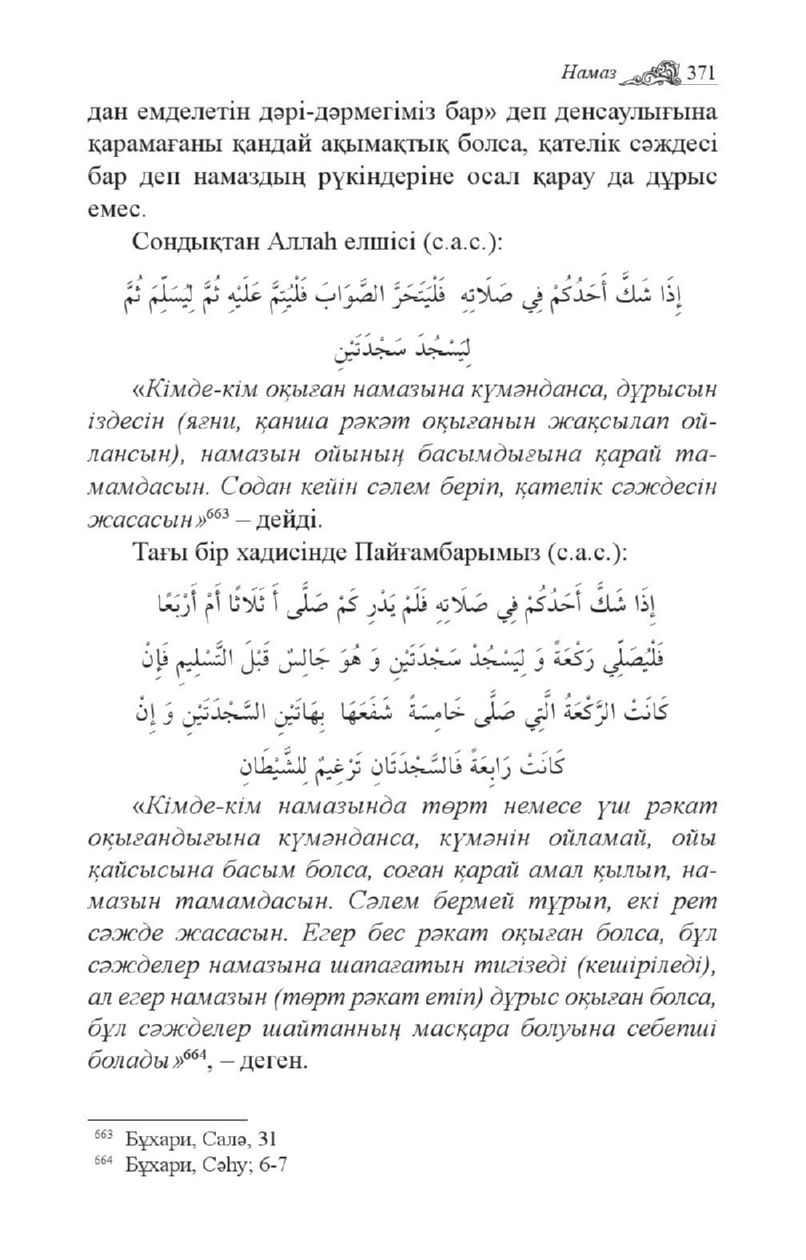 Намаз 371
дан емделетін дәрі-дәрмегіміз бар» деп денсаулығына
қарамағаны қандай ақымақтық болса, қателік сәждесі
бар деп намаздың рүкіндеріне осал қарау да дұрыс
емес.
Сондықтан Аллаһ елшісі (с.а.с.):
إِذَا شَكَّ أَحَدُكُمْ فِي صَلَاتِهِ فَلْيَتَحَرَّ الصَّوَابَ فَلْيُتِمَّ عَلَيْهِ ثُمَّ لِيُسَلِّمْ ثُمَّ
لِيَسْجُدَ سَجْدَتَيْنِ
«Кімде-кім оқыған намазына күмәнданса, дұрысын
іздесін (яғни, қанша рәкәт оқығанын жақсылап ой-
лансын), намазын ойының басымдығына қарай та-
мамдасын. Содан кейін сәлем беріп, қателік сәждесін
жасасын»⁶⁶³ – дейді.
Тағы бір хадисінде Пайғамбарымыз (с.а.с.):
إِذَا شَكَّ أَحَدُكُمْ فِي صَلَاتِهِ فَلَمْ يَدْرِ كَمْ صَلَّى أَ ثَلَاثًا أَمْ أَرْبَعًا
فَلْيُصَلِّي رَكْعَةً وَ لِيَسْجُدْ سَجْدَتَيْنِ وَ هُوَ جَالِسٌ قَبْلَ التَّسْلِيمِ فَإِنْ
كَانَتْ الرَّكْعَةُ الَّتِي صَلَّى خَامِسَةً شَفَعَهَا بِهَاتَيْنِ السَّجْدَتَيْنِ وَ إِنْ
كَانَتْ رَابِعَةً فَالسَّجْدَتَانِ تَرْغِيمٌ لِلشَّيْطَانِ
«Кімде-кім намазында төрт немесе үш рәкат
оқығандығына күмәнданса, күмәнін ойламай, ойы
қайсысына басым болса, соған қарай амал қылып, на-
мазын тамамдасын. Сәлем бермей тұрып, екі рет
сәжде жасасын. Егер бес рәкат оқыған болса, бұл
сәжделер намазына шапағатын тигізеді (кешіріледі),
ал егер намазын (төрт рәкат етіп) дұрыс оқыған болса,
бұл сәжделер шайтанның масқара болуына себепші
болады»⁶⁶⁴, – деген.
⁶⁶³ Бұхари, Салә, 31
⁶⁶⁴ Бұхари, Сәһу; 6-7